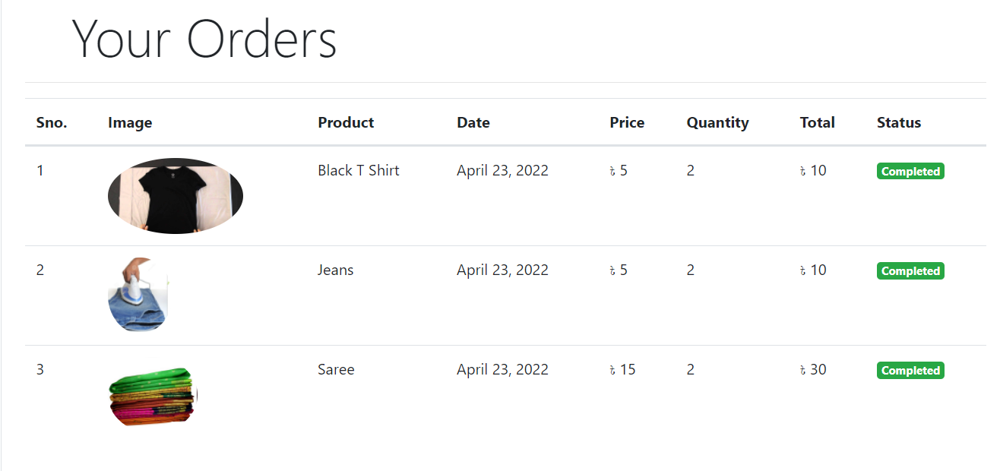 Your Orders
Sno. Image Product Date Price Quantity Total Status
1 Black T Shirt April 23, 2022 ৳ 5 2 ৳ 10 Completed
2 Jeans April 23, 2022 ৳ 5 2 ৳ 10 Completed
3 Saree April 23, 2022 ৳ 15 2 ৳ 30 Completed